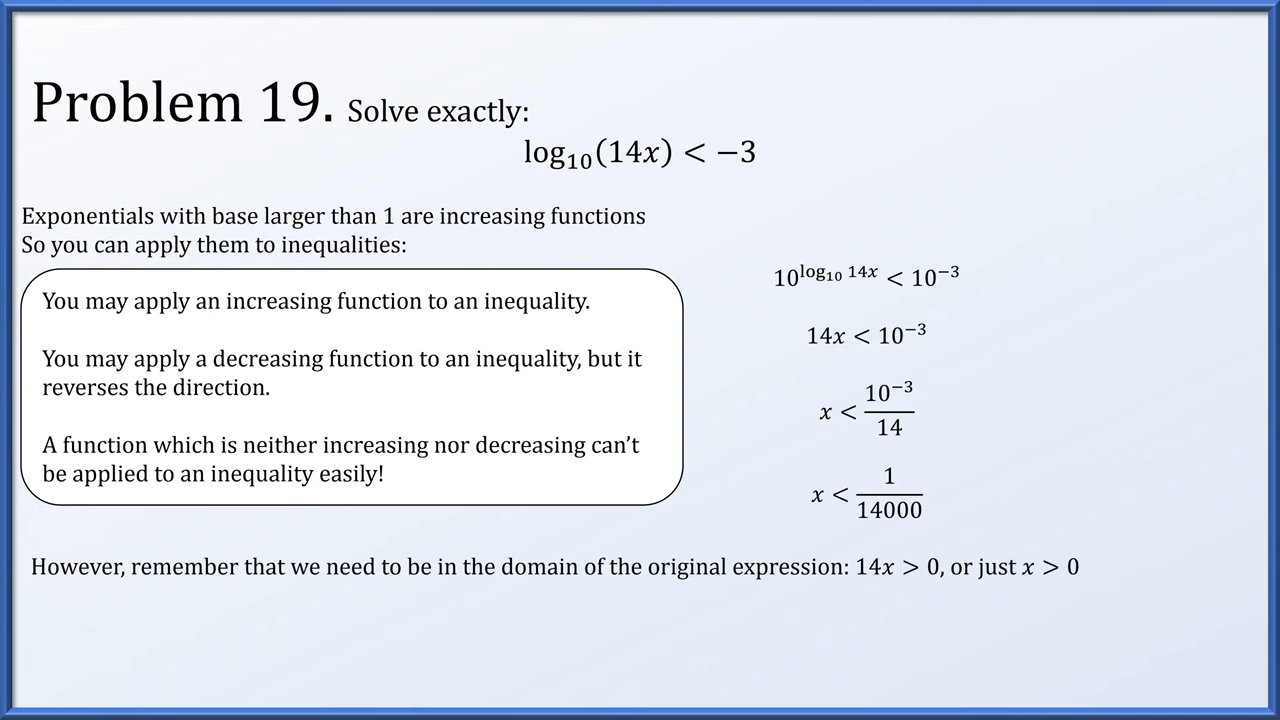 Problem 19. Solve exactly:
log₁₀(14x) < −3
Exponentials with base larger than 1 are increasing functions
So you can apply them to inequalities:
You may apply an increasing function to an inequality.
You may apply a decreasing function to an inequality, but it
reverses the direction.
A function which is neither increasing nor decreasing can’t
be applied to an inequality easily!
10^(log₁₀ 14x) < 10⁻³
14x < 10⁻³
x < 10⁻³/14
x < 1/14000
However, remember that we need to be in the domain of the original expression: 14x > 0, or just x > 0